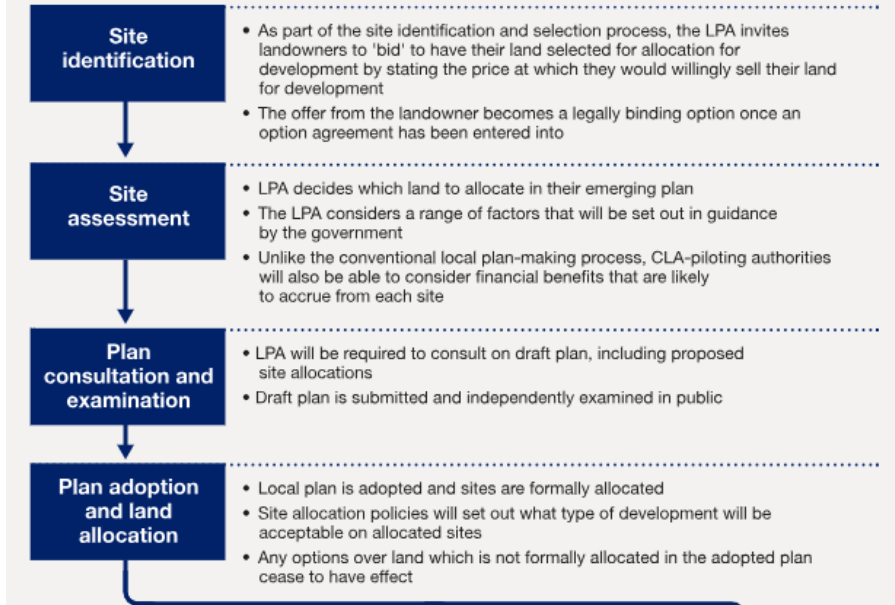 Site
identification
• As part of the site identification and selection process, the LPA invites
landowners to 'bid' to have their land selected for allocation for
development by stating the price at which they would willingly sell their land
for development
• The offer from the landowner becomes a legally binding option once an
option agreement has been entered into
Site
assessment
• LPA decides which land to allocate in their emerging plan
• The LPA considers a range of factors that will be set out in guidance
by the government
• Unlike the conventional local plan-making process, CLA-piloting authorities
will also be able to consider financial benefits that are likely
to accrue from each site
Plan
consultation and
examination
• LPA will be required to consult on draft plan, including proposed
site allocations
• Draft plan is submitted and independently examined in public
Plan adoption
and land
allocation
• Local plan is adopted and sites are formally allocated
• Site allocation policies will set out what type of development will be
acceptable on allocated sites
• Any options over land which is not formally allocated in the adopted plan
cease to have effect